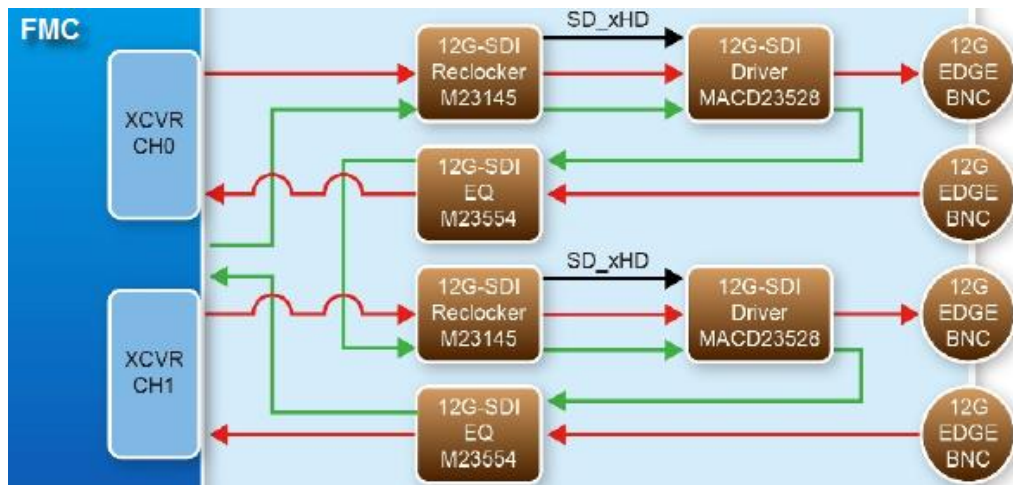 FMC
XCVR
CH0
12G-SDI
Reclocker
M23145
SD_xHD
12G-SDI
Driver
MACD23528
12G
EDGE
BNC
12G-SDI
EQ
M23554
12G
EDGE
BNC
XCVR
CH1
12G-SDI
Reclocker
M23145
SD_xHD
12G-SDI
Driver
MACD23528
12G
EDGE
BNC
12G-SDI
EQ
M23554
12G
EDGE
BNC